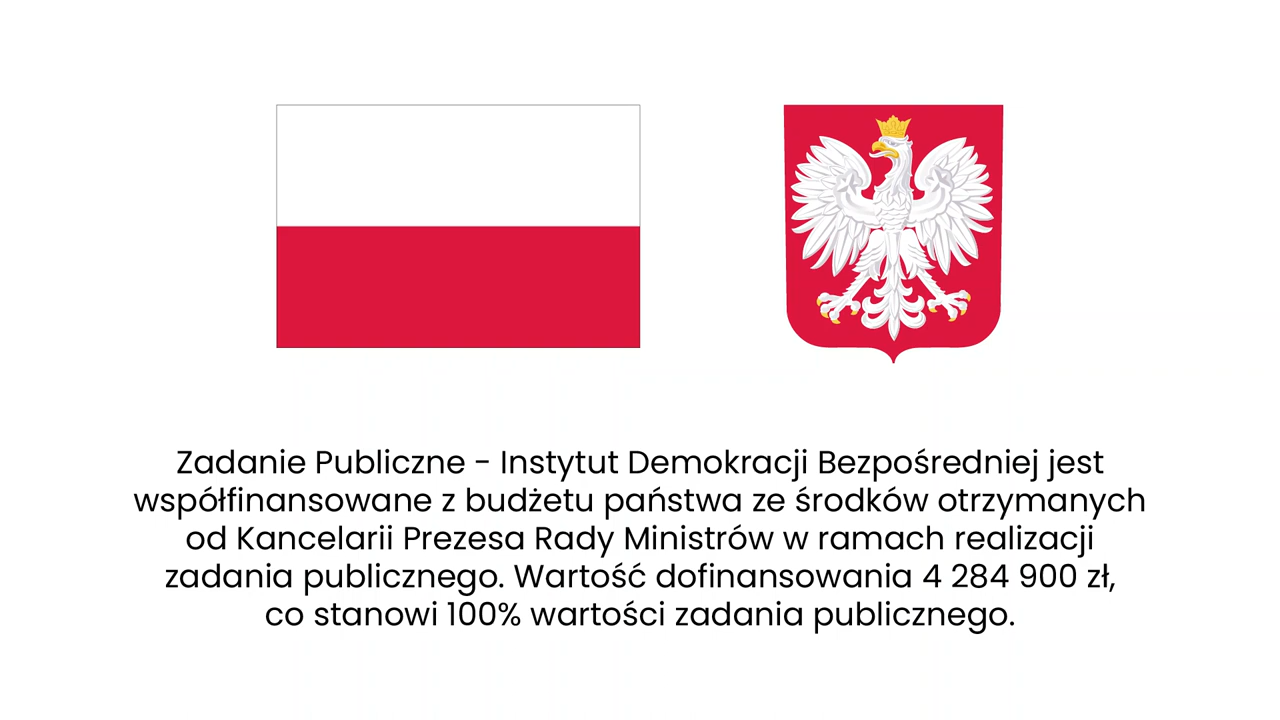 Zadanie Publiczne - Instytut Demokracji Bezpośredniej jest
współfinansowane z budżetu państwa ze środków otrzymanych
od Kancelarii Prezesa Rady Ministrów w ramach realizacji
zadania publicznego. Wartość dofinansowania 4 284 900 zł,
co stanowi 100% wartości zadania publicznego.